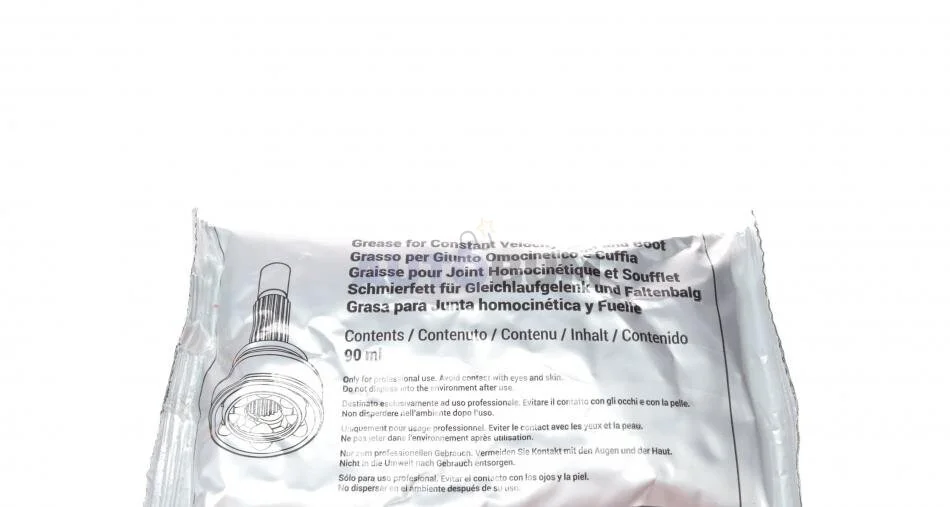 Grease for Constant and Boot
Grasso per Giunto Omocinetico e Cuffia
Graisse pour Joint Homocinétique et Soufflet
Schmierfett für Gleichlaufgelenk und Faltenbalg
Grasa para Junta homocinética y Fuelle
Contents / Contenuto / Contenu / Inhalt / Contenido
90 ml
Only for professional use. Avoid contact with eyes and skin.
Do not dispose into the environment after use.
Destinato esclusivamente ad uso professionale. Evitare il contatto con gli occhi e con la pelle.
Non disperdere nell'ambiente dopo l'uso.
Uniquement pour usage professionnel. Eviter le contact avec les yeux et la peau.
Ne pas jeter dans l'environnement après utilisation.
Nur zum professionellen Gebrauch. Vermeiden Sie Kontakt mit den Augen und der Haut.
Nicht in die Umwelt nach Gebrauch entsorgen.
Sólo para uso profesional. Evitar el contacto con los ojos y la piel.
No dispersar en el ambiente después de su uso.